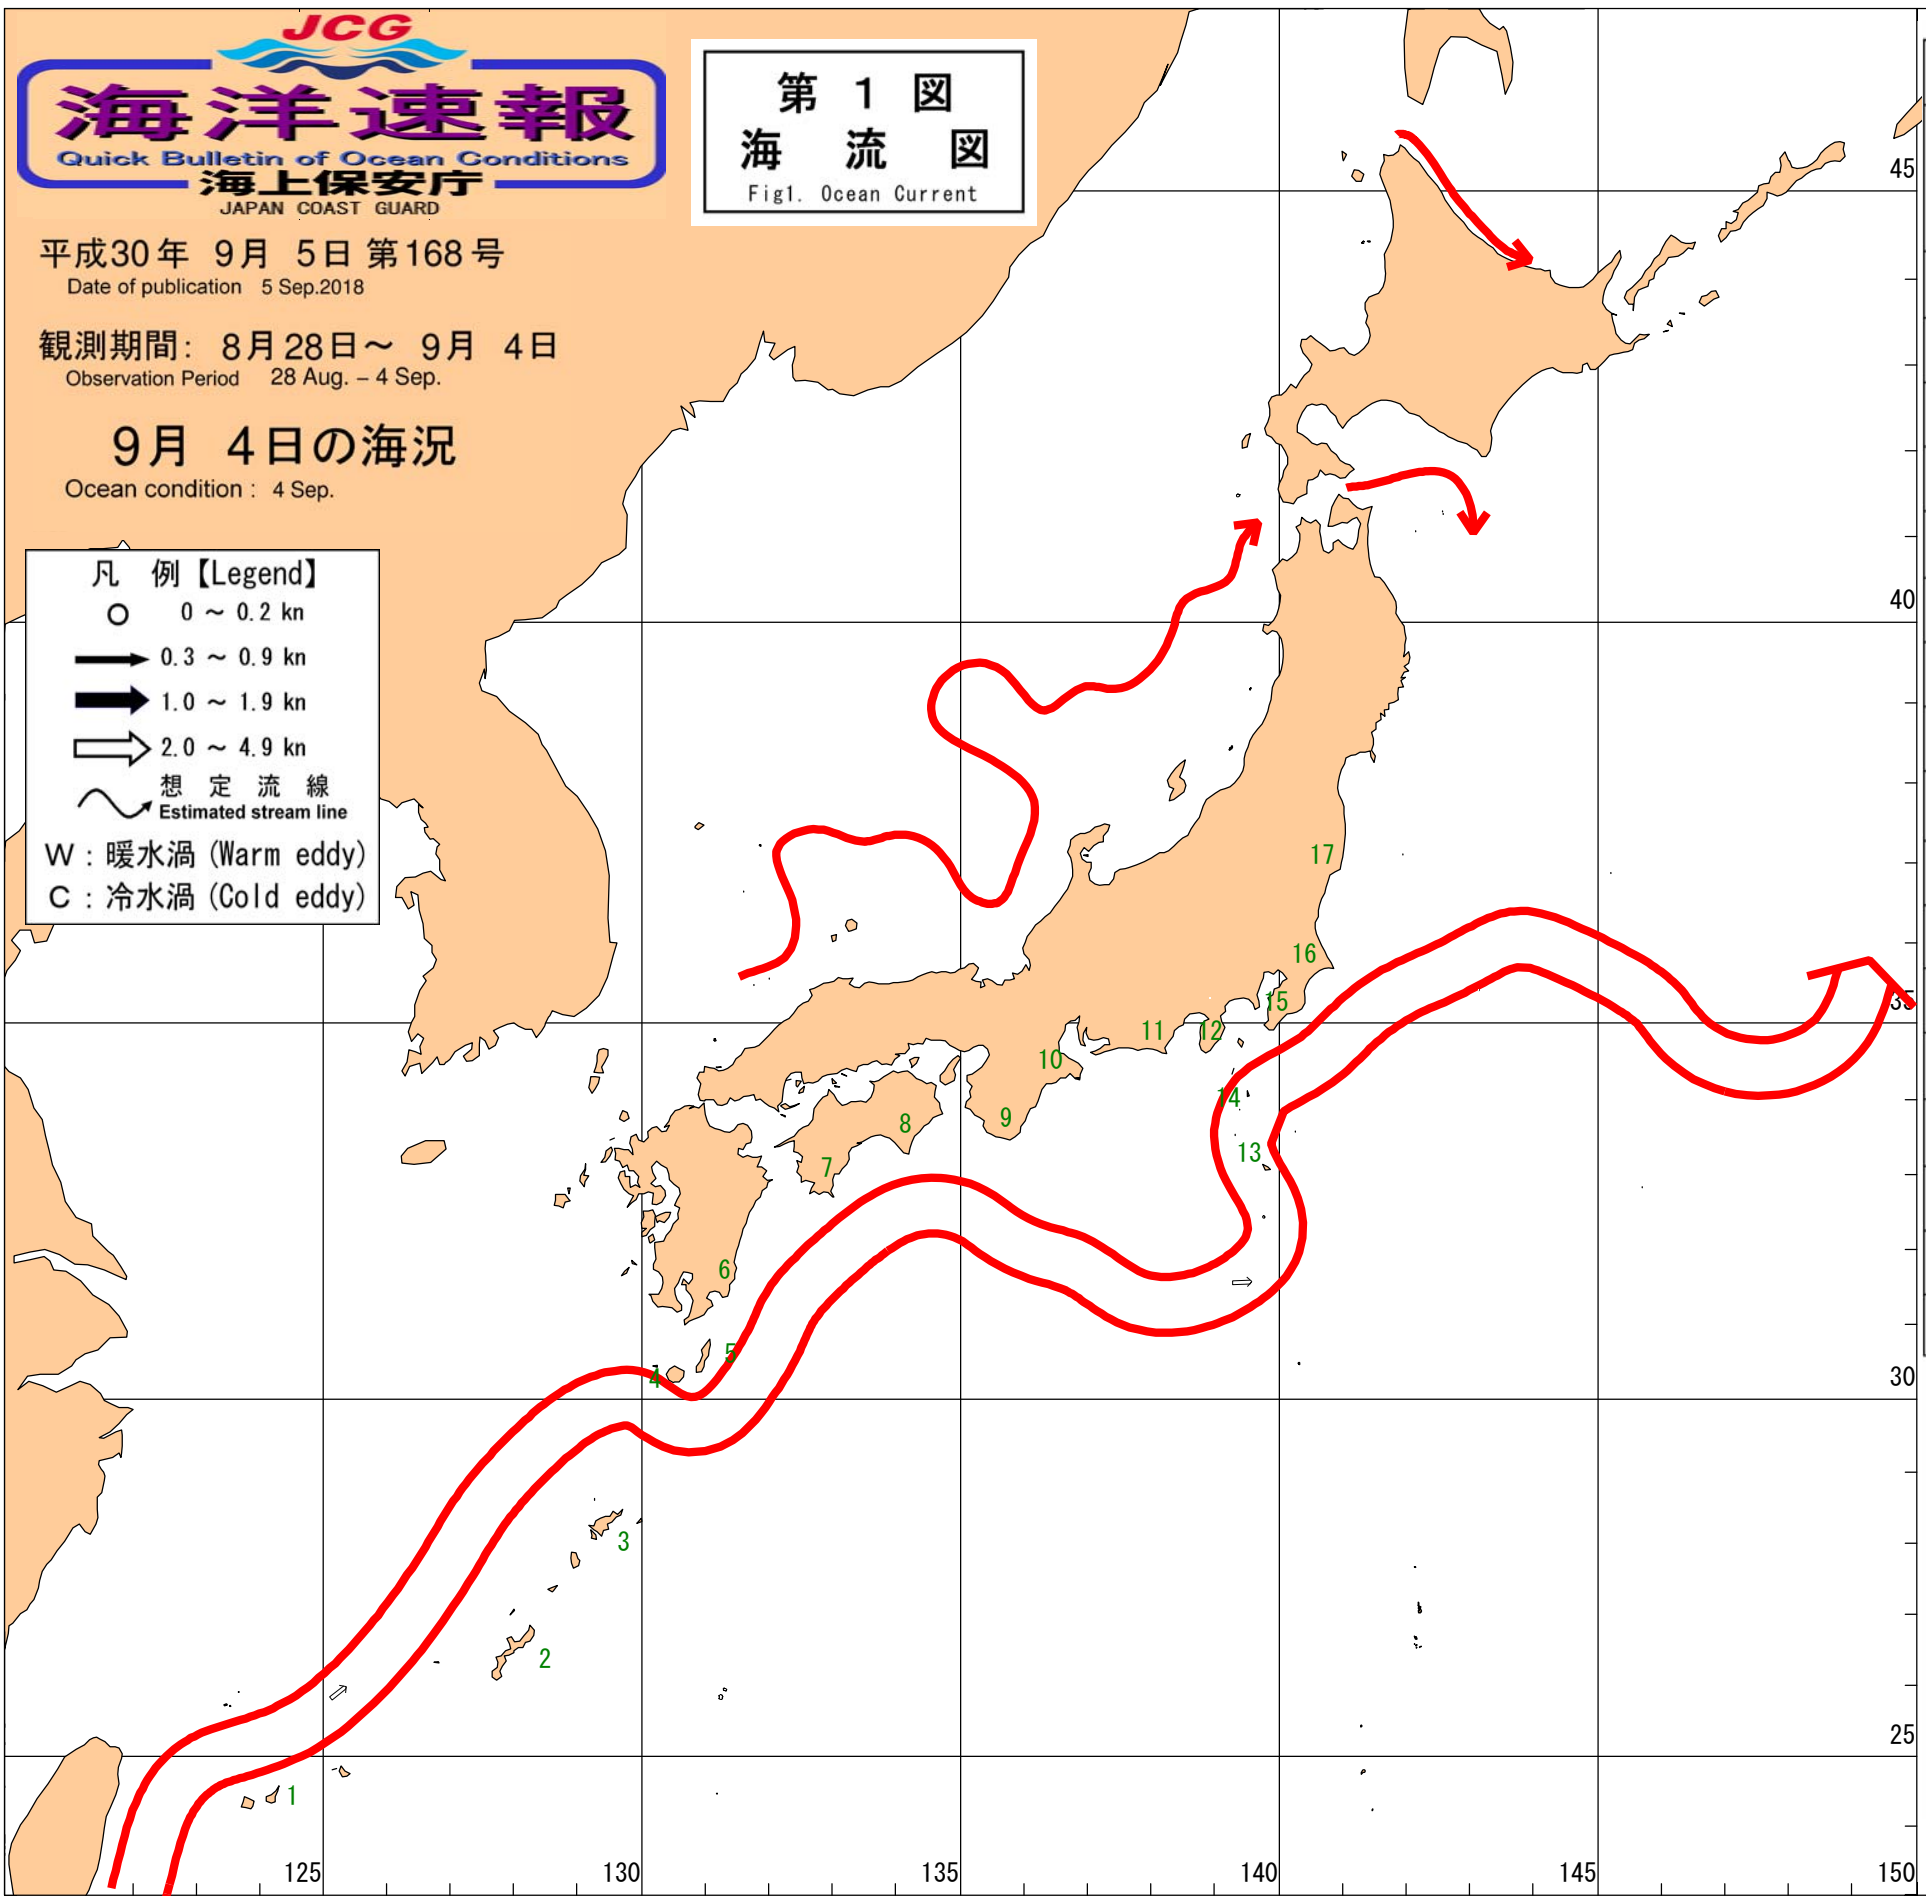 JCG
海洋速報
Quick Bulletin of Ocean Conditions
海上保安庁
JAPAN COAST GUARD
平成30年 9月 5日 第168号
Date of publication 5 Sep.2018
観測期間: 8月28日～ 9月 4日
Observation Period 28 Aug. – 4 Sep.
9月 4日の海況
Ocean condition : 4 Sep.
第 1 図
海 流 図
Fig1. Ocean Current
凡 例【Legend】
0 ～ 0.2 kn
0.3 ～ 0.9 kn
1.0 ～ 1.9 kn
2.0 ～ 4.9 kn
想 定 流 線
Estimated stream line
W : 暖水渦 (Warm eddy)
C : 冷水渦 (Cold eddy)
45
40
17
16
35
15
11 12
10
14
9
8
13
7
6
5
4
30
3
2
25
1
125 130 135 140 145 150